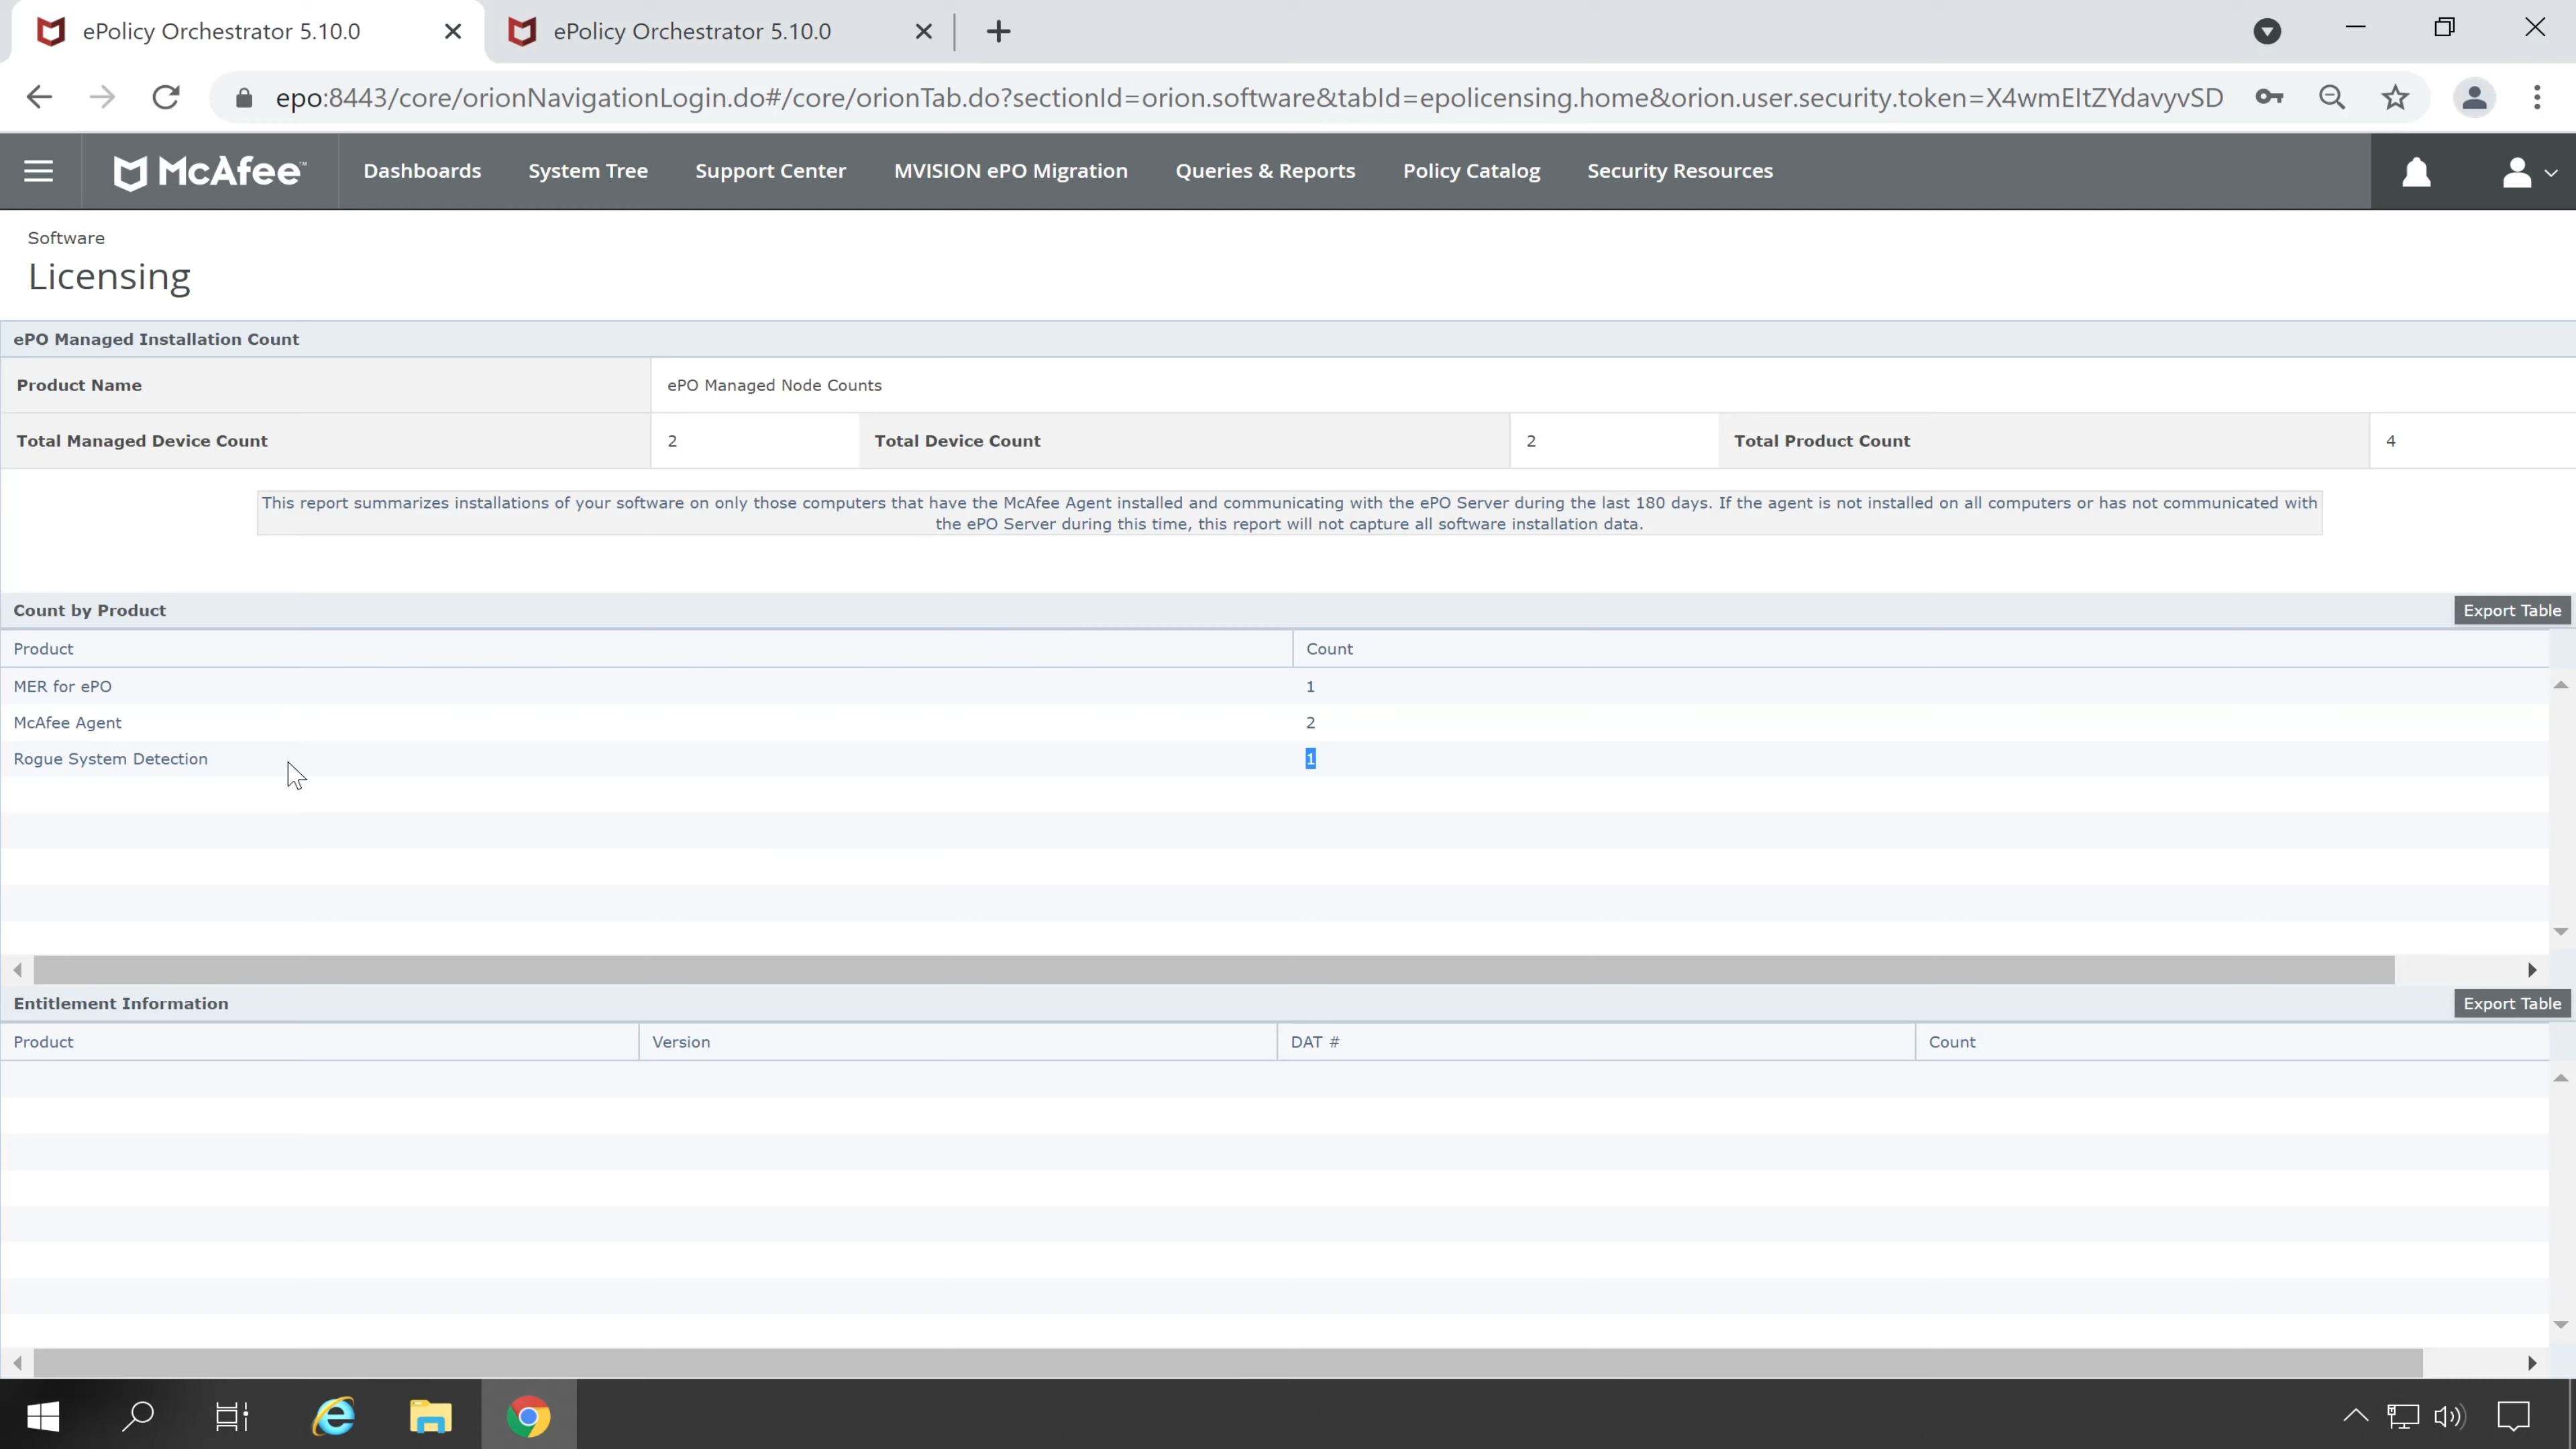 ePolicy Orchestrator 5.10.0
ePolicy Orchestrator 5.10.0
epo:8443/core/orionNavigationLogin.do#/core/orionTab.do?sectionId=orion.software&tabId=epolicensing.home&orion.user.security.token=X4wmEItZYdavyvSD
McAfee™ Dashboards System Tree Support Center MVISION ePO Migration Queries & Reports Policy Catalog Security Resources
Software
Licensing
ePO Managed Installation Count
Product Name ePO Managed Node Counts
Total Managed Device Count 2 Total Device Count 2 Total Product Count 4
This report summarizes installations of your software on only those computers that have the McAfee Agent installed and communicating with the ePO Server during the last 180 days. If the agent is not installed on all computers or has not communicated with
the ePO Server during this time, this report will not capture all software installation data.
Count by Product Export Table
Product Count
MER for ePO 1
McAfee Agent 2
Rogue System Detection 1
Entitlement Information Export Table
Product Version DAT # Count